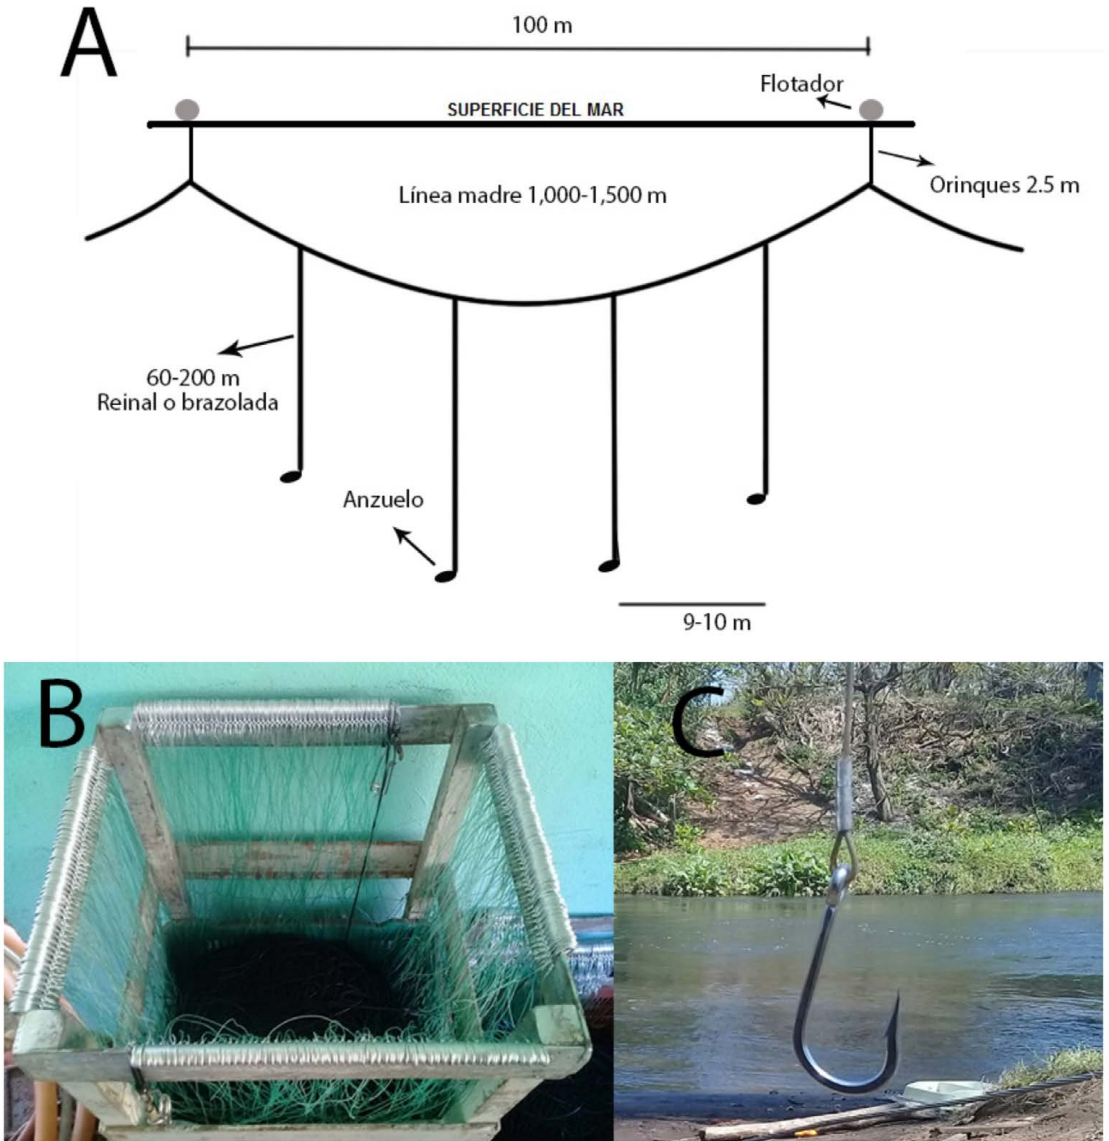 A
100 m
Flotador
SUPERFICIE DEL MAR
Orinques 2.5 m
Línea madre 1,000-1,500 m
60-200 m
Reinal o brazolada
Anzuelo
9-10 m
B
C